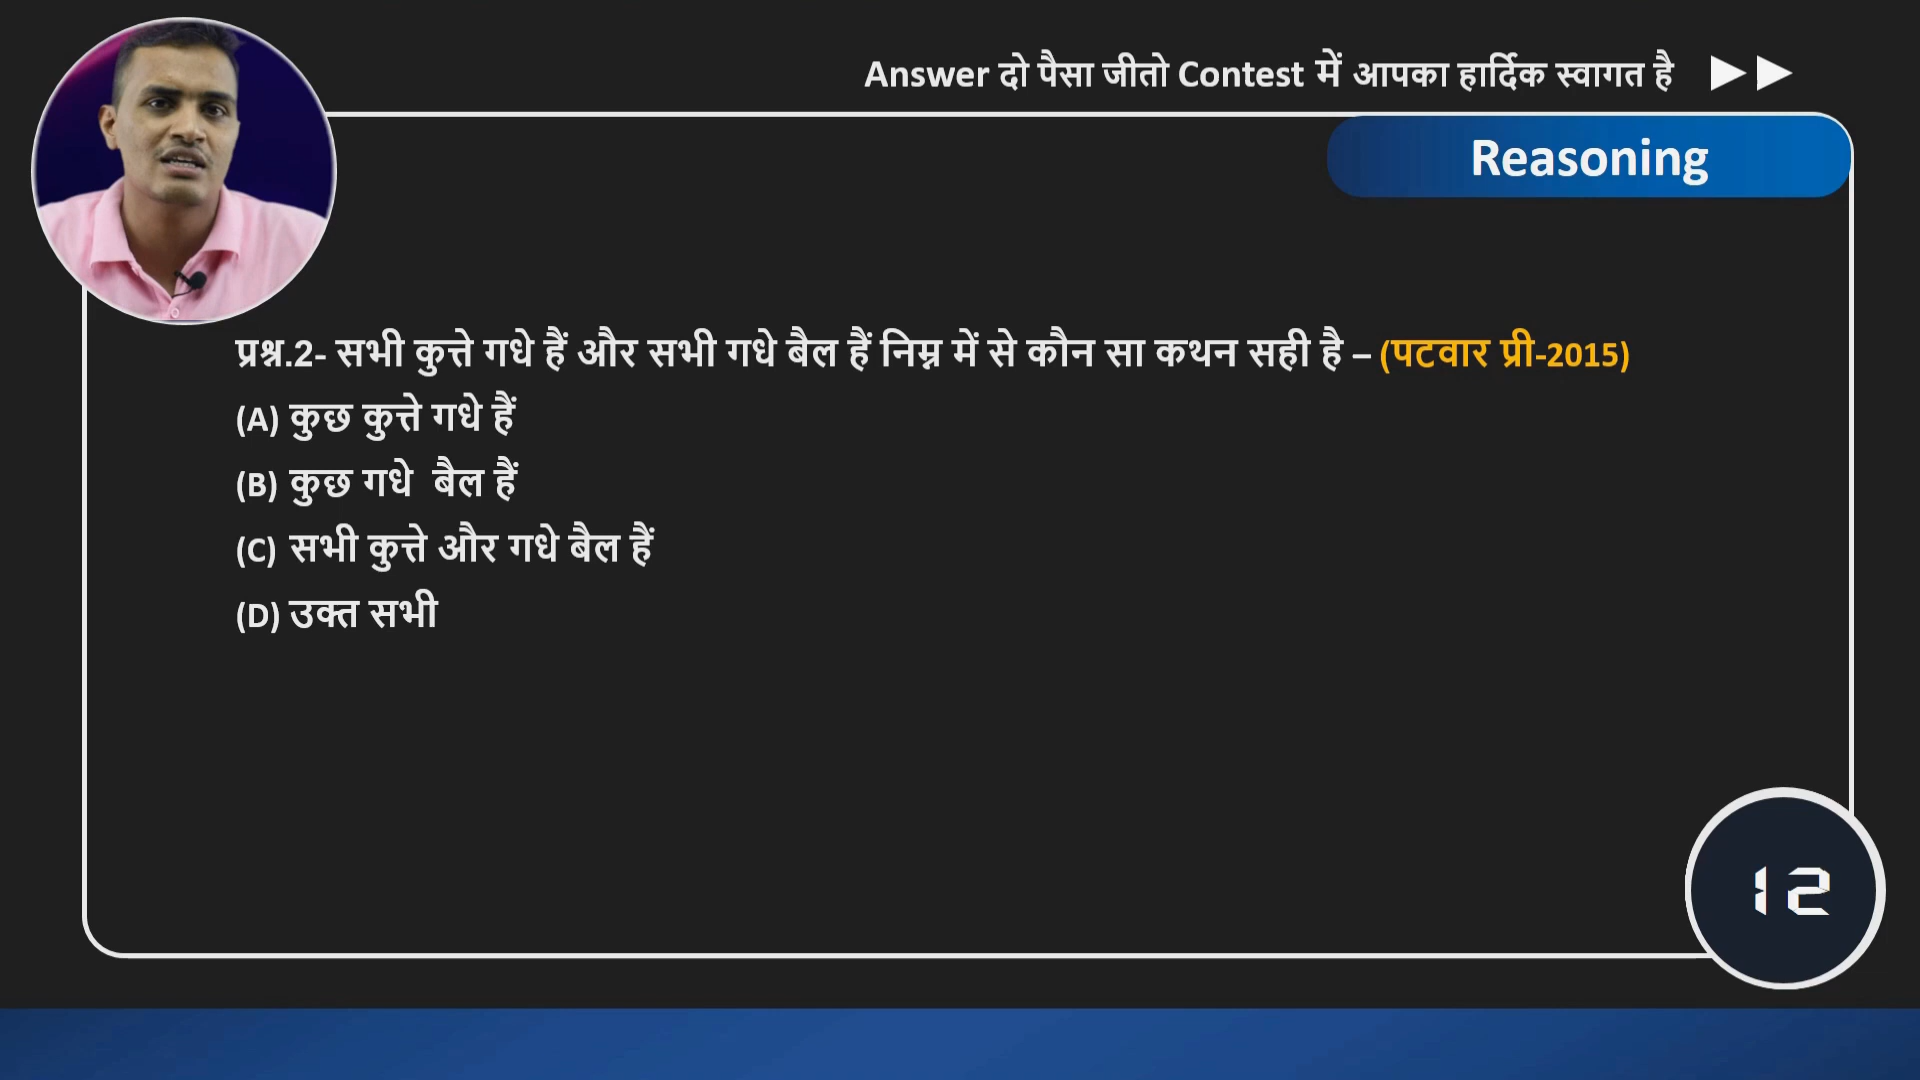 Answer दो पैसा जीतो Contest में आपका हार्दिक स्वागत है
Reasoning
प्रश्न.2- सभी कुत्ते गधे हैं और सभी गधे बैल हैं निम्न में से कौन सा कथन सही है – (पटवार प्री-2015)
(A) कुछ कुत्ते गधे हैं
(B) कुछ गधे बैल हैं
(C) सभी कुत्ते और गधे बैल हैं
(D) उक्त सभी
12